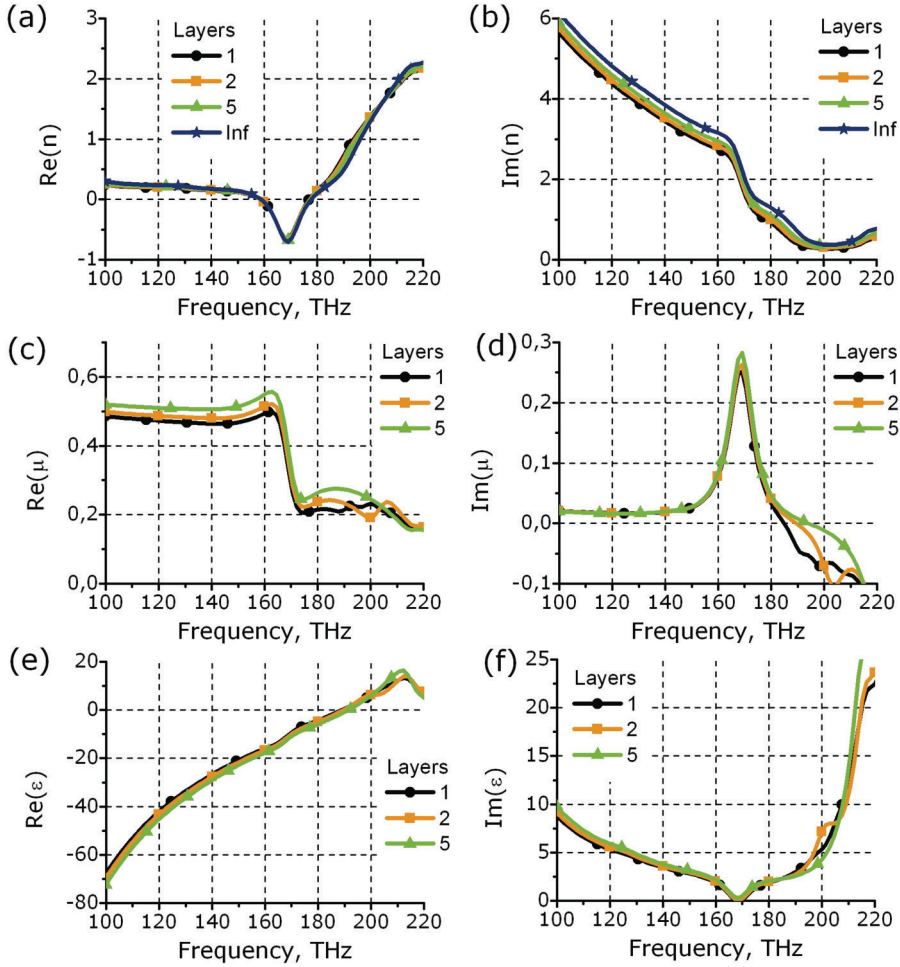 (a)
Layers
1
2
5
Inf
Re(n)
3
2
1
0
-1
100 120 140 160 180 200 220
Frequency, THz
(b)
Layers
1
2
5
Inf
Im(n)
6
4
2
0
100 120 140 160 180 200 220
Frequency, THz
(c)
Layers
1
2
5
Re(μ)
0,6
0,4
0,2
0,0
100 120 140 160 180 200 220
Frequency, THz
(d)
Layers
1
2
5
Im(μ)
0,3
0,2
0,1
0,0
-0,1
100 120 140 160 180 200 220
Frequency, THz
(e)
Layers
1
2
5
Re(ε)
20
0
-20
-40
-60
-80
100 120 140 160 180 200 220
Frequency, THz
(f)
Layers
1
2
5
Im(ε)
25
20
15
10
5
0
100 120 140 160 180 200 220
Frequency, THz